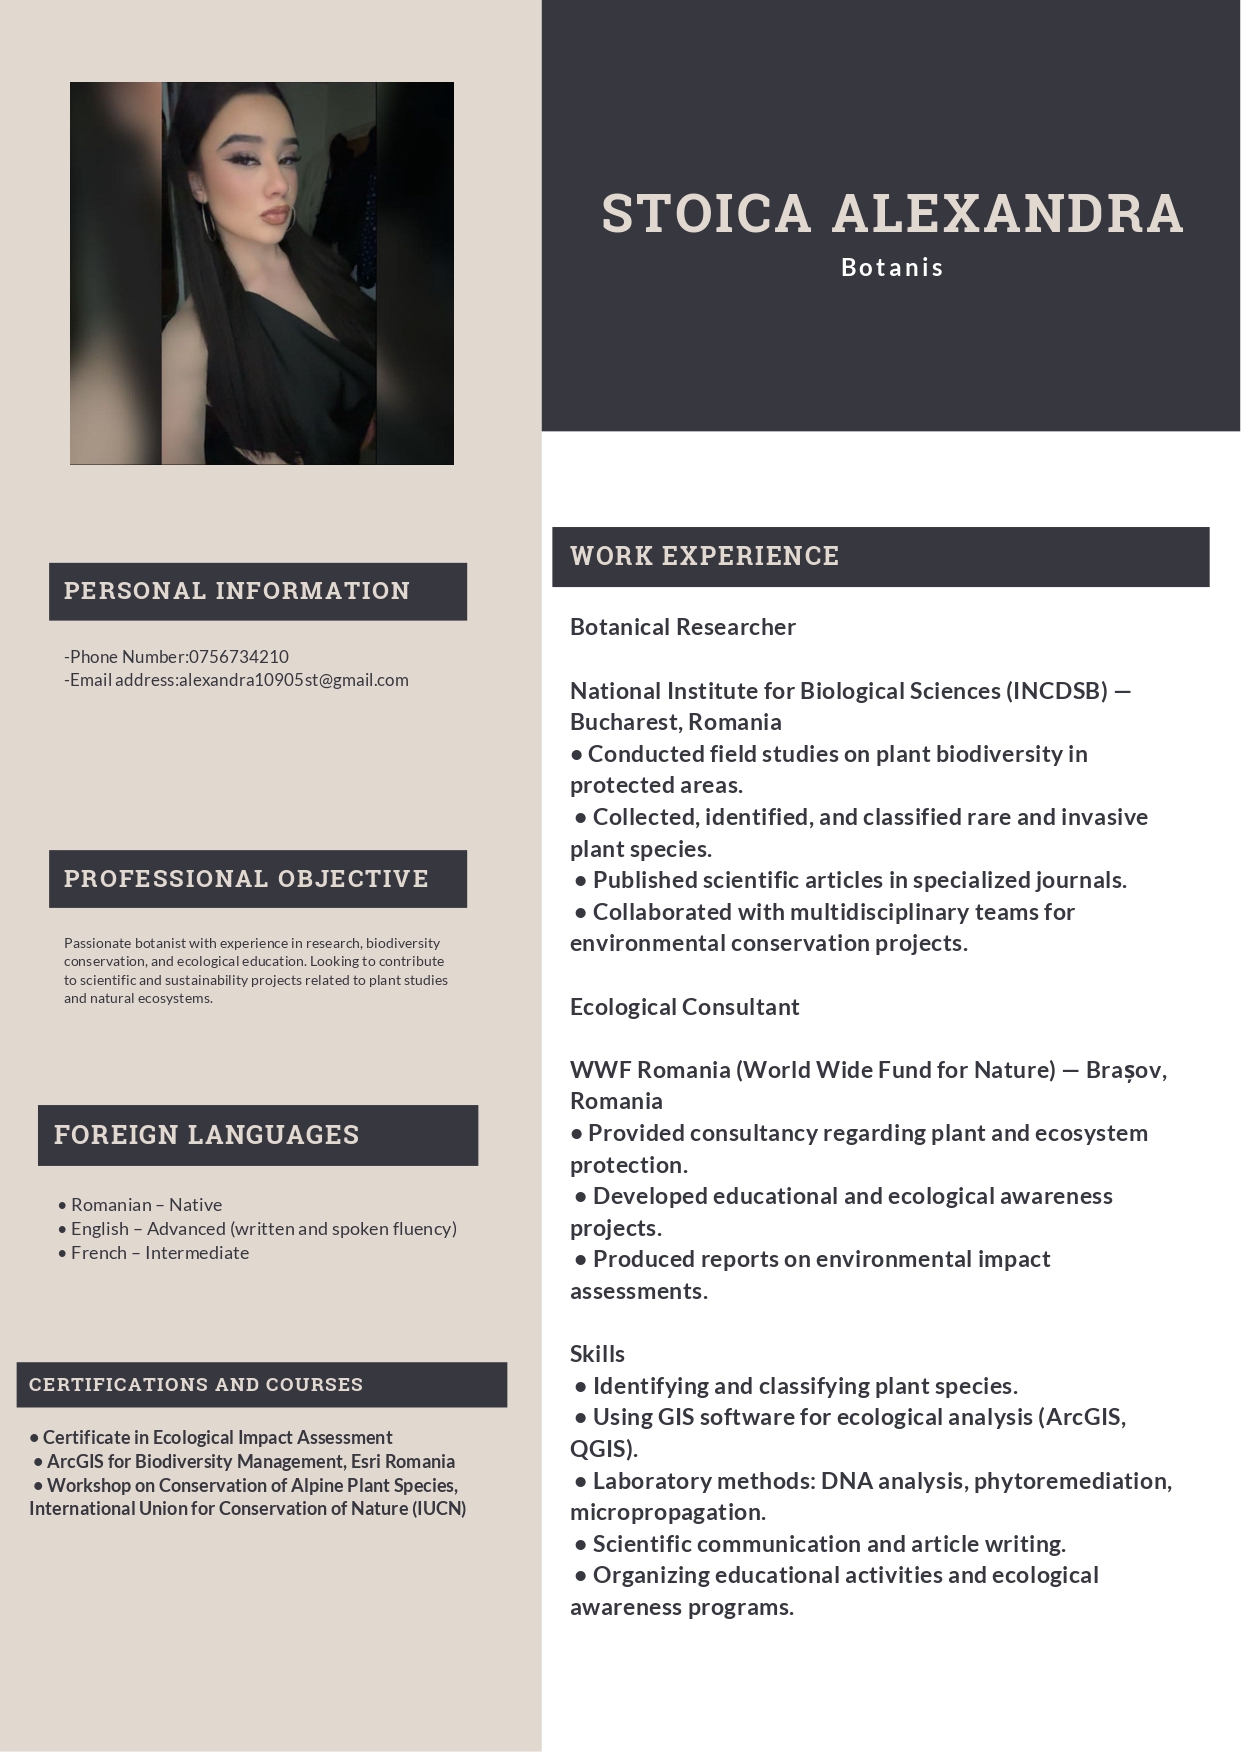 STOICA ALEXANDRA
Botanis
PERSONAL INFORMATION
-Phone Number:0756734210
-Email address:alexandra10905st@gmail.com
PROFESSIONAL OBJECTIVE
Passionate botanist with experience in research, biodiversity
conservation, and ecological education. Looking to contribute
to scientific and sustainability projects related to plant studies
and natural ecosystems.
FOREIGN LANGUAGES
• Romanian – Native
• English – Advanced (written and spoken fluency)
• French – Intermediate
CERTIFICATIONS AND COURSES
• Certificate in Ecological Impact Assessment
• ArcGIS for Biodiversity Management, Esri Romania
• Workshop on Conservation of Alpine Plant Species,
International Union for Conservation of Nature (IUCN)
WORK EXPERIENCE
Botanical Researcher
National Institute for Biological Sciences (INCDSB) —
Bucharest, Romania
• Conducted field studies on plant biodiversity in
protected areas.
• Collected, identified, and classified rare and invasive
plant species.
• Published scientific articles in specialized journals.
• Collaborated with multidisciplinary teams for
environmental conservation projects.
Ecological Consultant
WWF Romania (World Wide Fund for Nature) — Brașov,
Romania
• Provided consultancy regarding plant and ecosystem
protection.
• Developed educational and ecological awareness
projects.
• Produced reports on environmental impact
assessments.
Skills
• Identifying and classifying plant species.
• Using GIS software for ecological analysis (ArcGIS,
QGIS).
• Laboratory methods: DNA analysis, phytoremediation,
micropropagation.
• Scientific communication and article writing.
• Organizing educational activities and ecological
awareness programs.